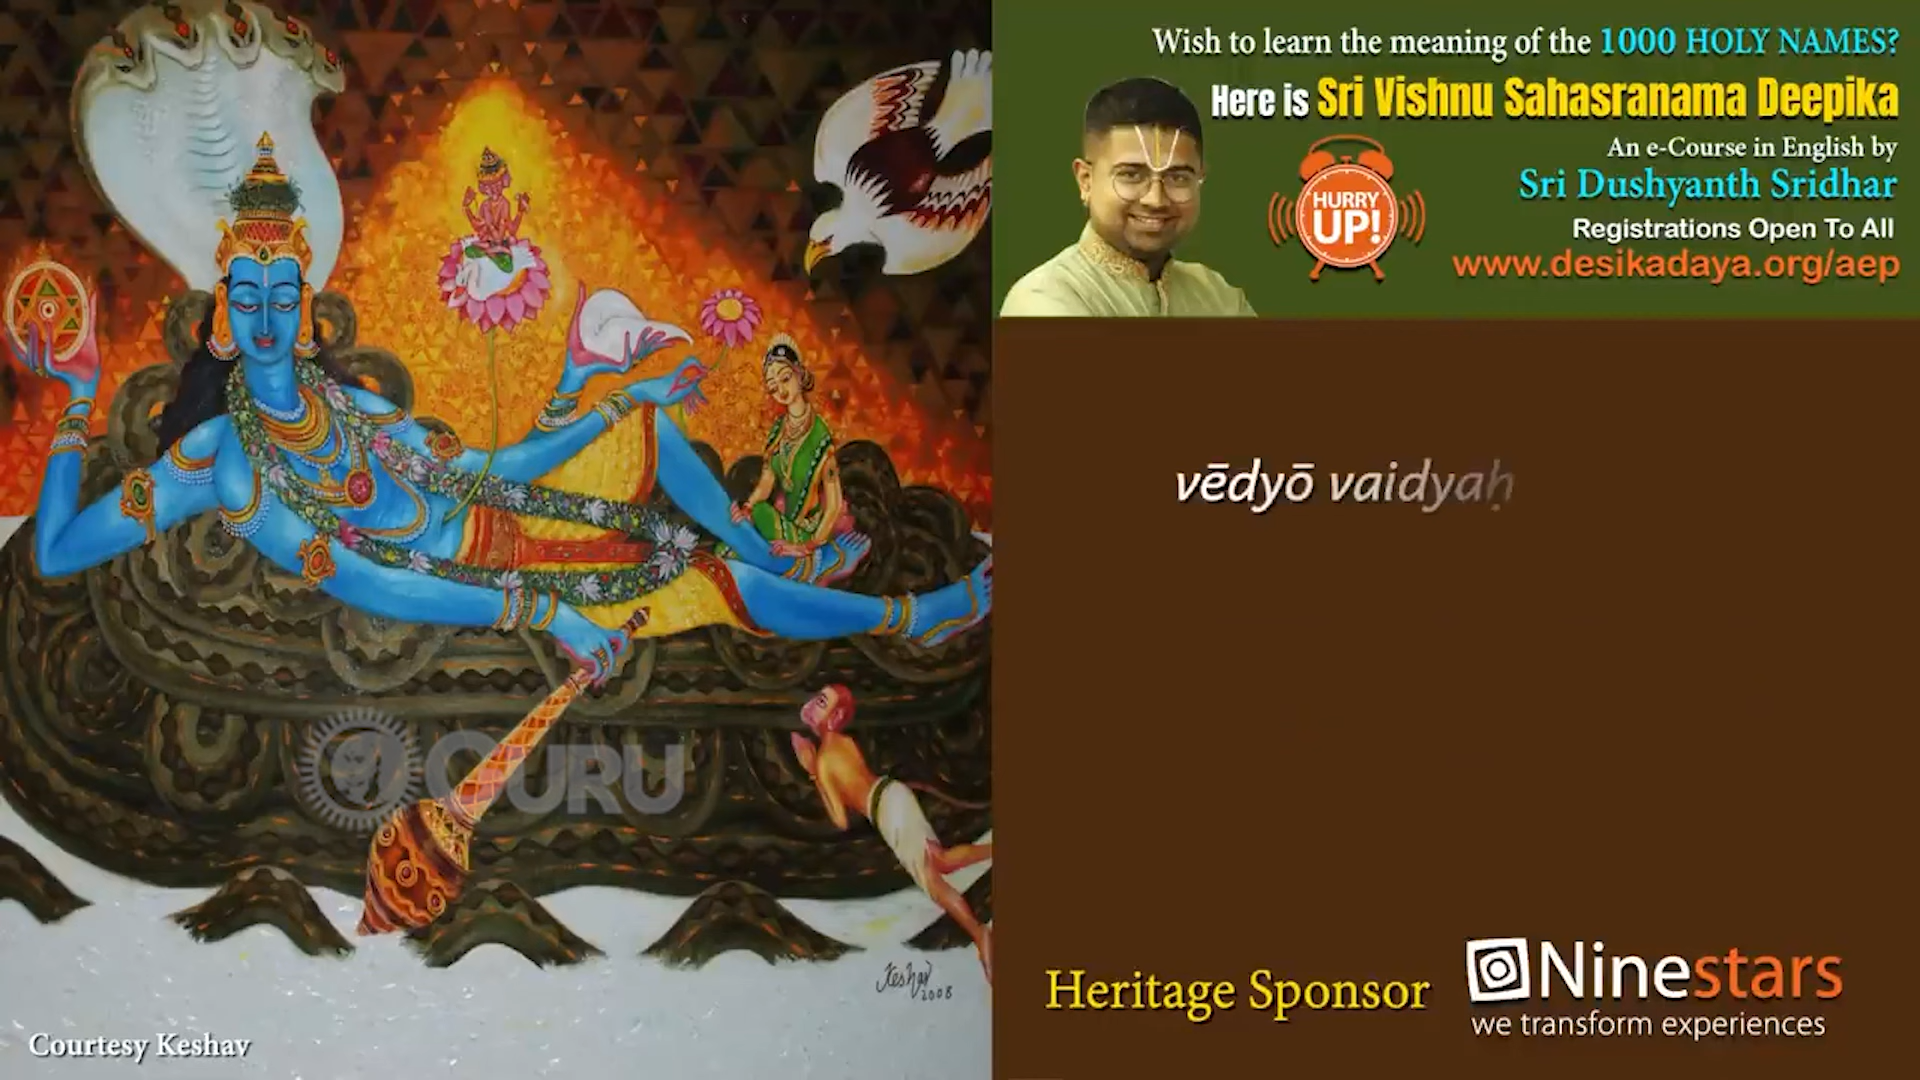 Wish to learn the meaning of the 1000 HOLY NAMES?
Here is Sri Vishnu Sahasranama Deepika
An e-Course in English by
Sri Dushyanth Sridhar
HURRY
UP!
Registrations Open To All
www.desikadaya.org/aep
vēdyō vaidyaḥ
GURU
Keshav
2008
Courtesy Keshav
Heritage Sponsor
Ninestars
we transform experiences